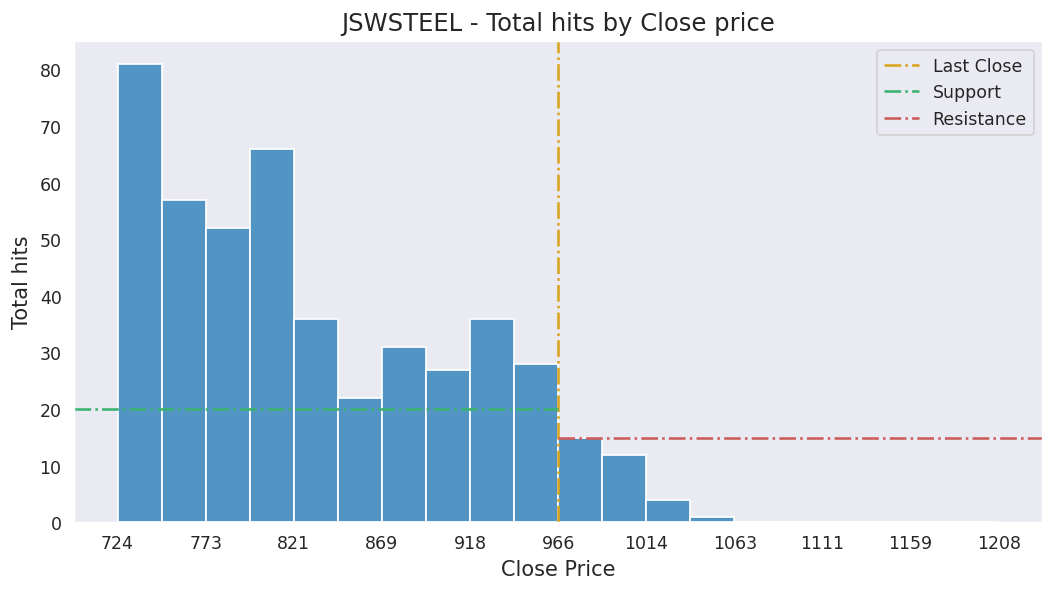 JSWSTEEL - Total hits by Close price
Last Close
Support
Resistance
Total hits
80
70
60
50
40
30
20
10
0
724 773 821 869 918 966 1014 1063 1111 1159 1208
Close Price